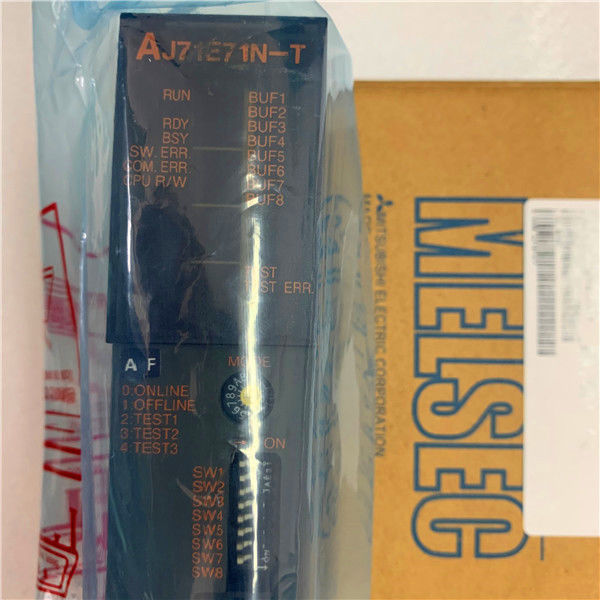 AJ71E71N-T
RUN
RDY
BSY
SW.ERR.
COM.ERR.
CPU R/W
BUF1
BUF2
BUF3
BUF4
BUF5
BUF6
BUF7
BUF8
TEST
TEST ERR.
AF
MODE
0:ONLINE
1:OFFLINE
2:TEST1
3:TEST2
4:TEST3
ON
SW1
SW2
SW3
SW4
SW5
SW6
SW7
SW8
MELSEC
MITSUBISHI ELECTRIC CORPORATION